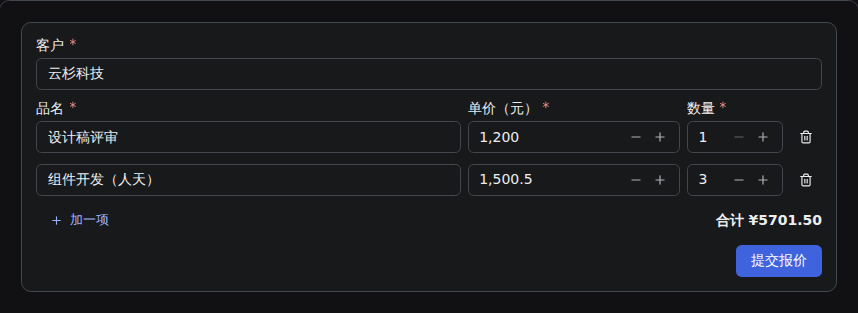 客户 *
云杉科技
品名 * 单价（元） * 数量 *
设计稿评审 1,200 1
组件开发（人天） 1,500.5 3
+ 加一项 合计 ¥5701.50
提交报价